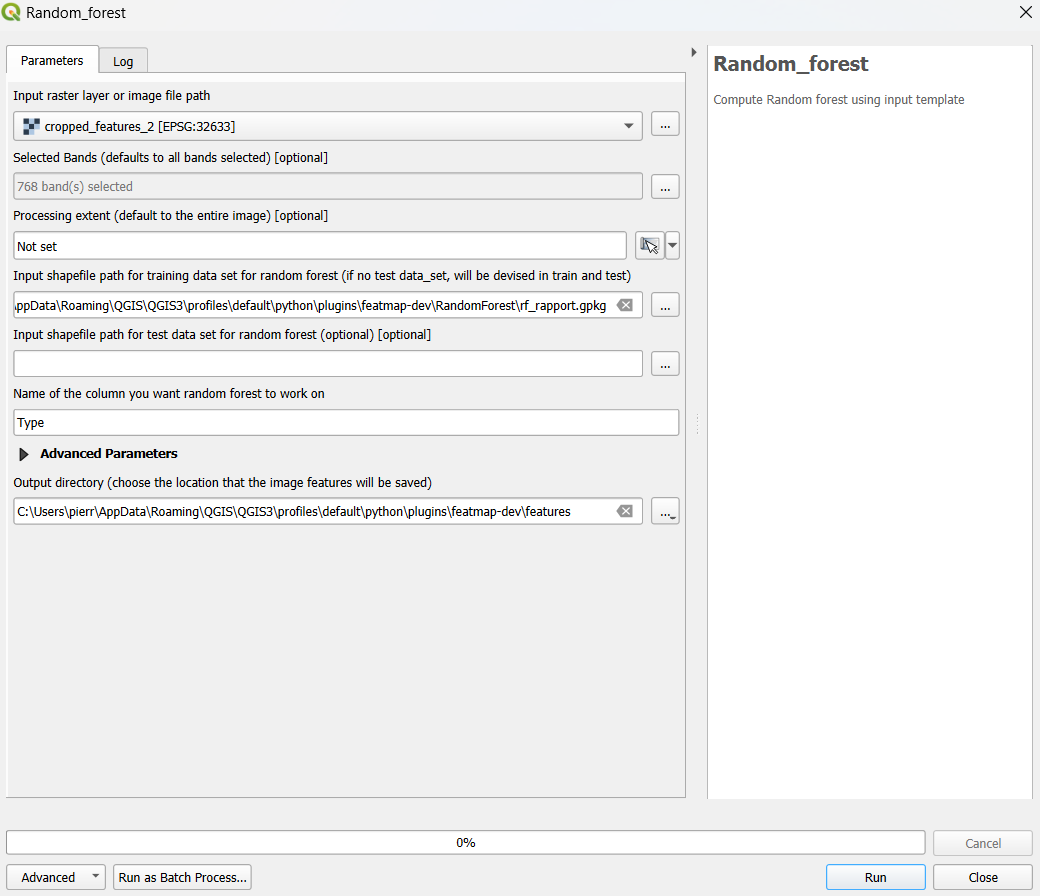 Random_forest
Parameters
Log
Input raster layer or image file path
cropped_features_2 [EPSG:32633]
...
Selected Bands (defaults to all bands selected) [optional]
768 band(s) selected
...
Processing extent (default to the entire image) [optional]
Not set
Input shapefile path for training data set for random forest (if no test data_set, will be devised in train and test)
\ppData\Roaming\QGIS\QGIS3\profiles\default\python\plugins\featmap-dev\RandomForest\rf_rapport.gpkg
...
Input shapefile path for test data set for random forest (optional) [optional]
...
Name of the column you want random forest to work on
Type
Advanced Parameters
Output directory (choose the location that the image features will be saved)
C:\Users\pierr\AppData\Roaming\QGIS\QGIS3\profiles\default\python\plugins\featmap-dev\features
...
Random_forest
Compute Random forest using input template
0%
Cancel
Advanced
Run as Batch Process...
Run
Close